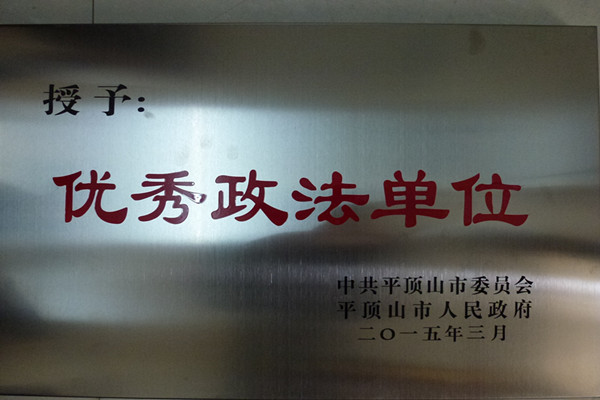 授予：
优秀政法单位
中共平顶山市委员会
平顶山市人民政府
二〇一五年三月